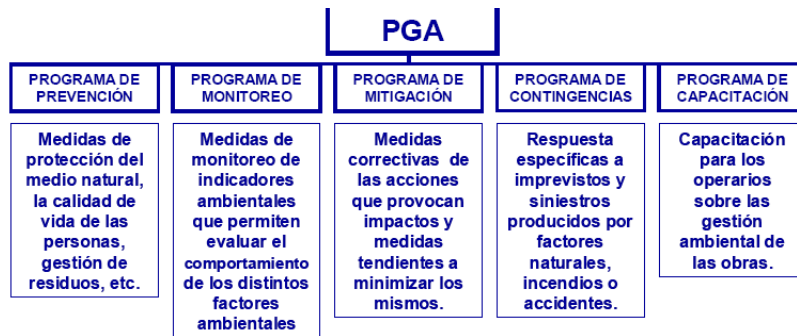 PGA
PROGRAMA DE
PREVENCIÓN
PROGRAMA DE
MONITOREO
PROGRAMA DE
MITIGACIÓN
PROGRAMA DE
CONTINGENCIAS
PROGRAMA DE
CAPACITACIÓN
Medidas de
protección del
medio natural,
la calidad de
vida de las
personas,
gestión de
residuos, etc.
Medidas de
monitoreo de
indicadores
ambientales
que permiten
evaluar el
comportamiento
de los distintos
factores
ambientales
Medidas
correctivas de
las acciones
que provocan
impactos y
medidas
tendientes a
minimizar los
mismos.
Respuesta
específicas a
imprevistos y
siniestros
producidos por
factores
naturales,
incendios o
accidentes.
Capacitación
para los
operarios
sobre las
gestión
ambiental de
las obras.